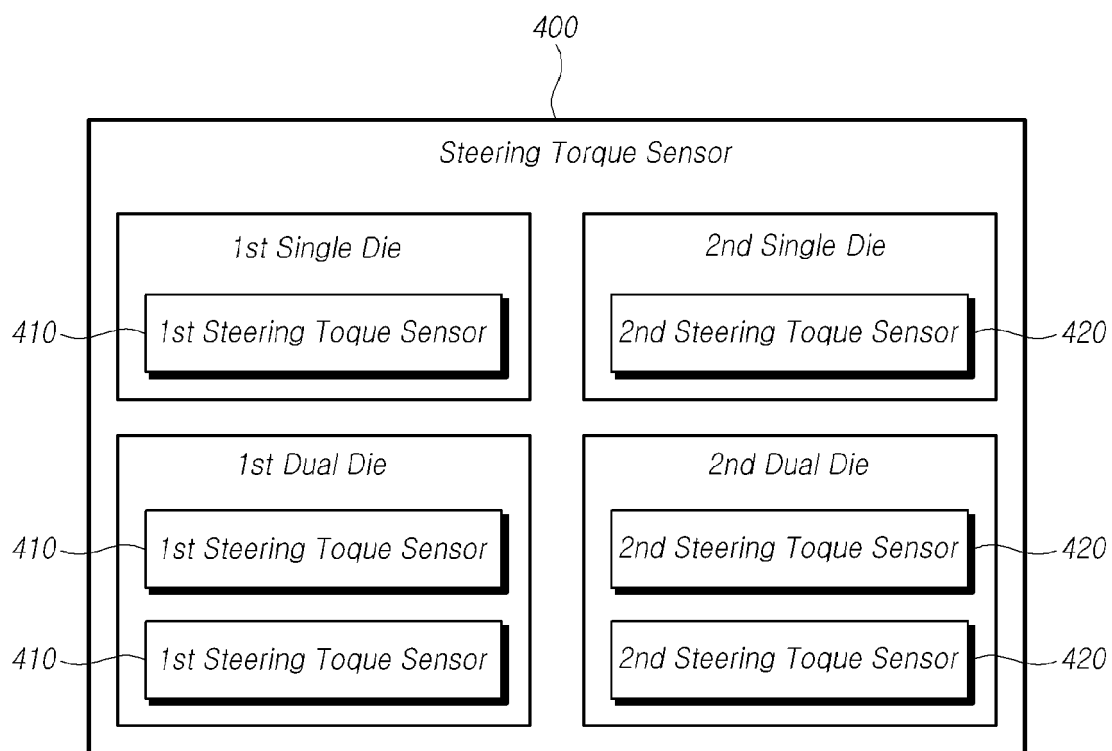 400
Steering Torque Sensor
1st Single Die
2nd Single Die
410
1st Steering Toque Sensor
2nd Steering Toque Sensor
420
1st Dual Die
2nd Dual Die
410
1st Steering Toque Sensor
2nd Steering Toque Sensor
420
410
1st Steering Toque Sensor
2nd Steering Toque Sensor
420